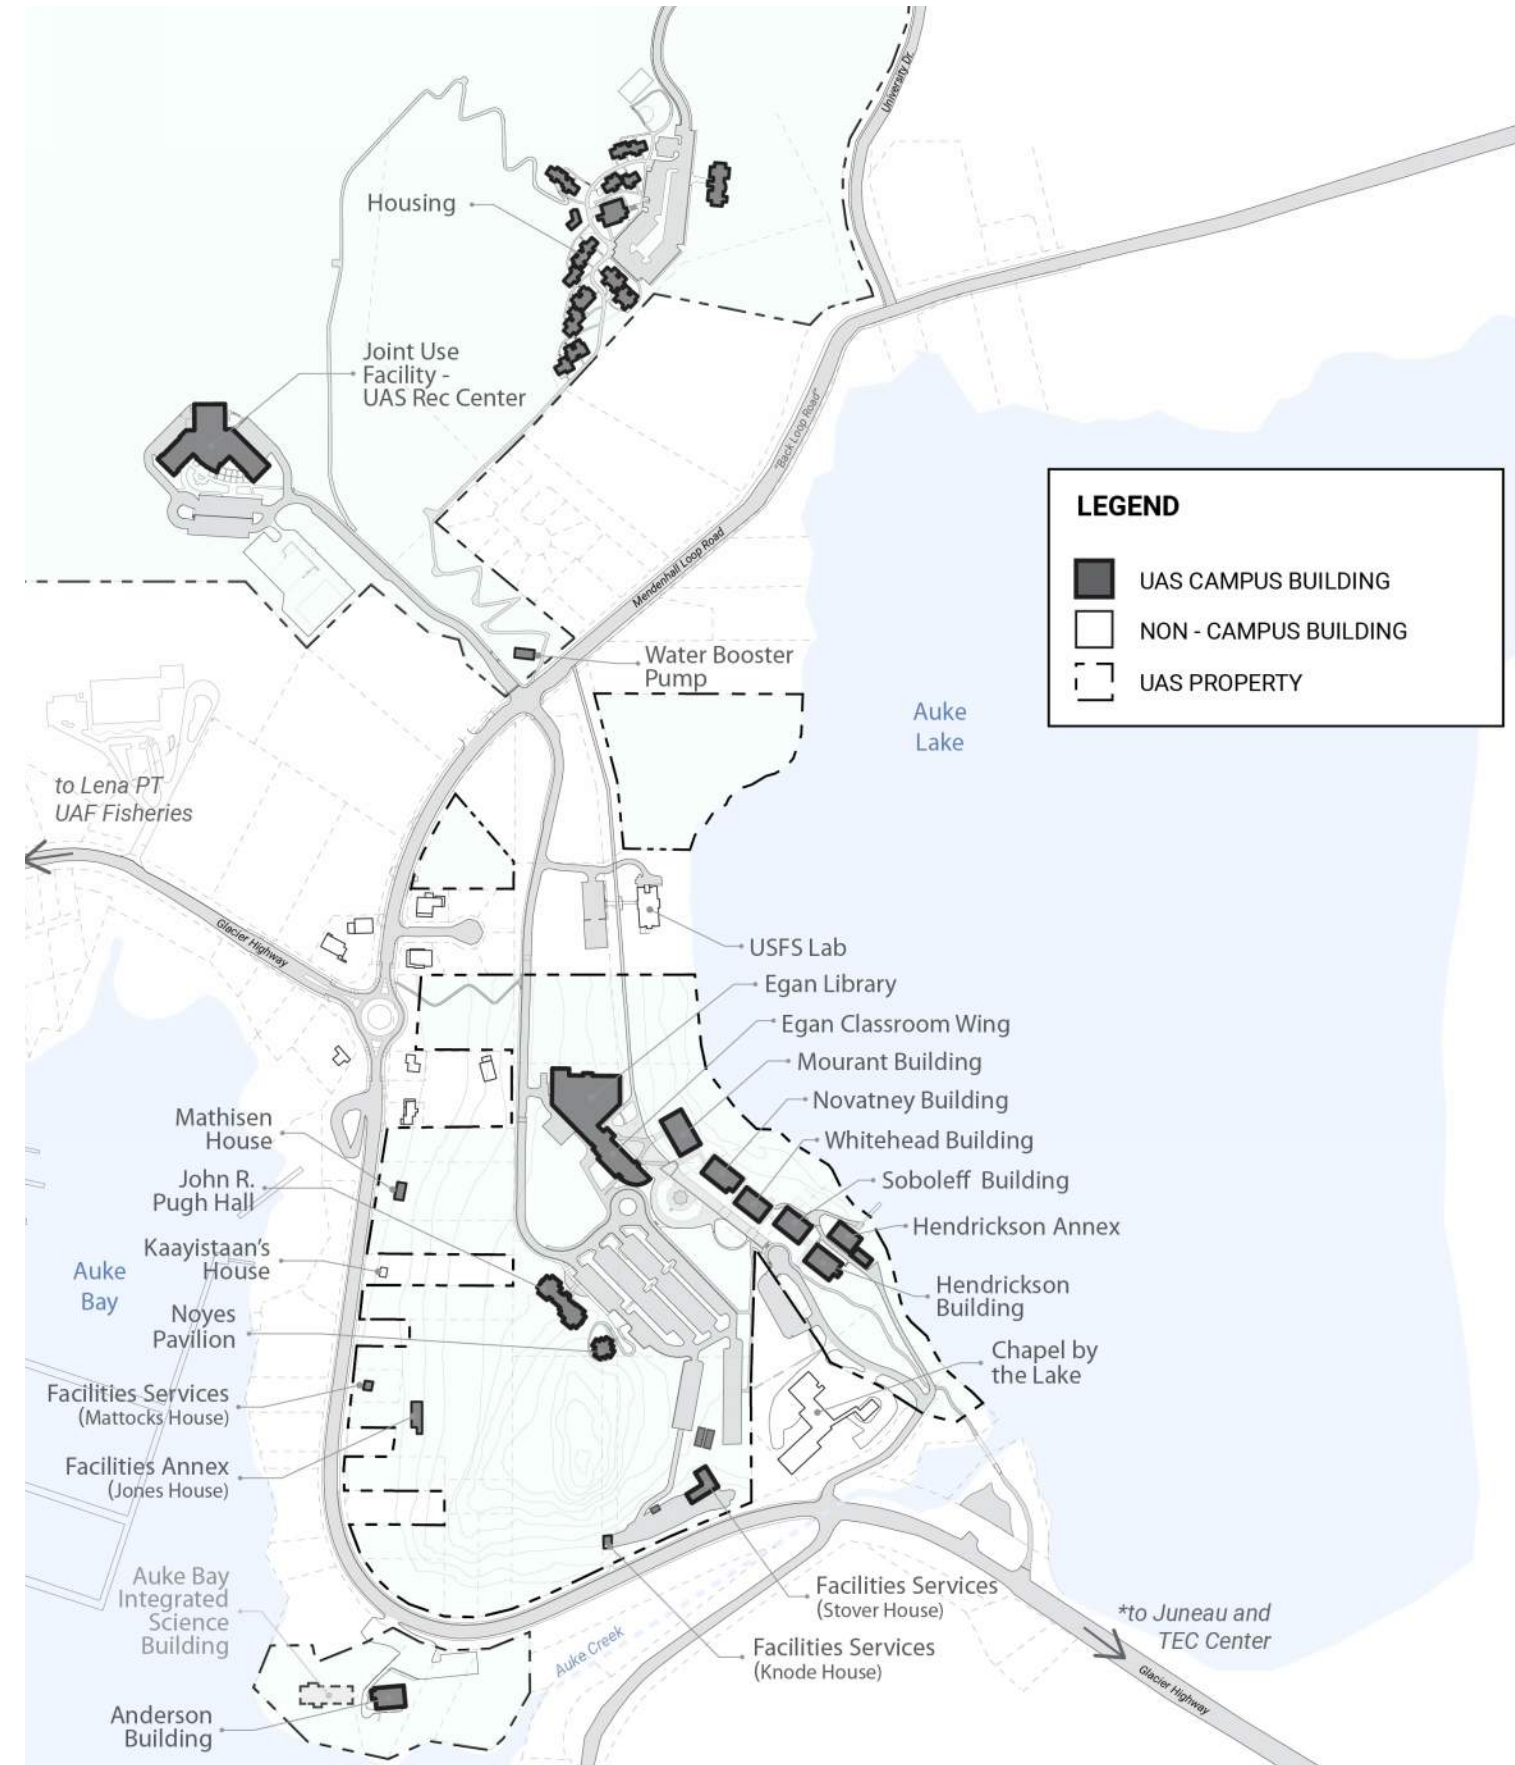 University Dr.
Housing
Joint Use
Facility -
UAS Rec Center
"Back Loop Road"
LEGEND
UAS CAMPUS BUILDING
NON - CAMPUS BUILDING
UAS PROPERTY
Mendenhall Loop Road
Water Booster
Pump
Auke
Lake
to Lena PT
UAF Fisheries
Glacier Highway
USFS Lab
Egan Library
Egan Classroom Wing
Mourant Building
Novatney Building
Whitehead Building
Soboleff Building
Hendrickson Annex
Hendrickson
Building
Chapel by
the Lake
Mathisen
House
John R.
Pugh Hall
Kaayistaan's
House
Auke
Bay
Noyes
Pavilion
Facilities Services
(Mattocks House)
Facilities Annex
(Jones House)
Auke Bay
Integrated
Science
Building
Anderson
Building
Auke Creek
Facilities Services
(Stover House)
Facilities Services
(Knode House)
*to Juneau and
TEC Center
Glacier Highway